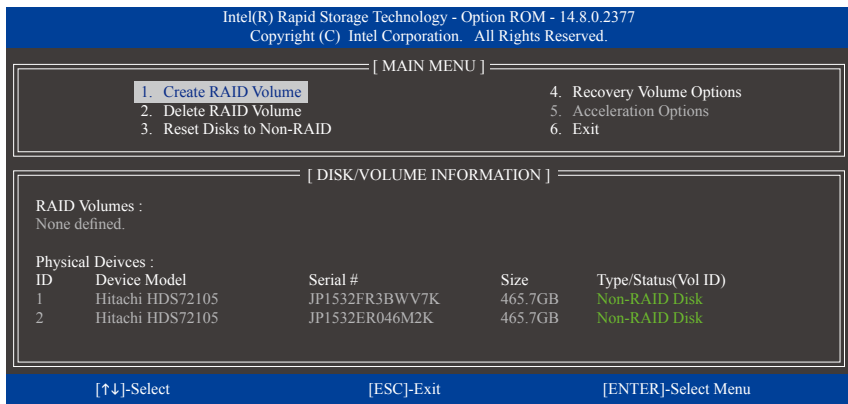 Intel(R) Rapid Storage Technology - Option ROM - 14.8.0.2377
Copyright (C) Intel Corporation. All Rights Reserved.
[ MAIN MENU ]
1. Create RAID Volume
2. Delete RAID Volume
3. Reset Disks to Non-RAID
4. Recovery Volume Options
5. Acceleration Options
6. Exit
[ DISK/VOLUME INFORMATION ]
RAID Volumes :
None defined.
Physical Deivces :
ID Device Model Serial # Size Type/Status(Vol ID)
1 Hitachi HDS72105 JP1532FR3BWV7K 465.7GB Non-RAID Disk
2 Hitachi HDS72105 JP1532ER046M2K 465.7GB Non-RAID Disk
[↑↓]-Select [ESC]-Exit [ENTER]-Select Menu